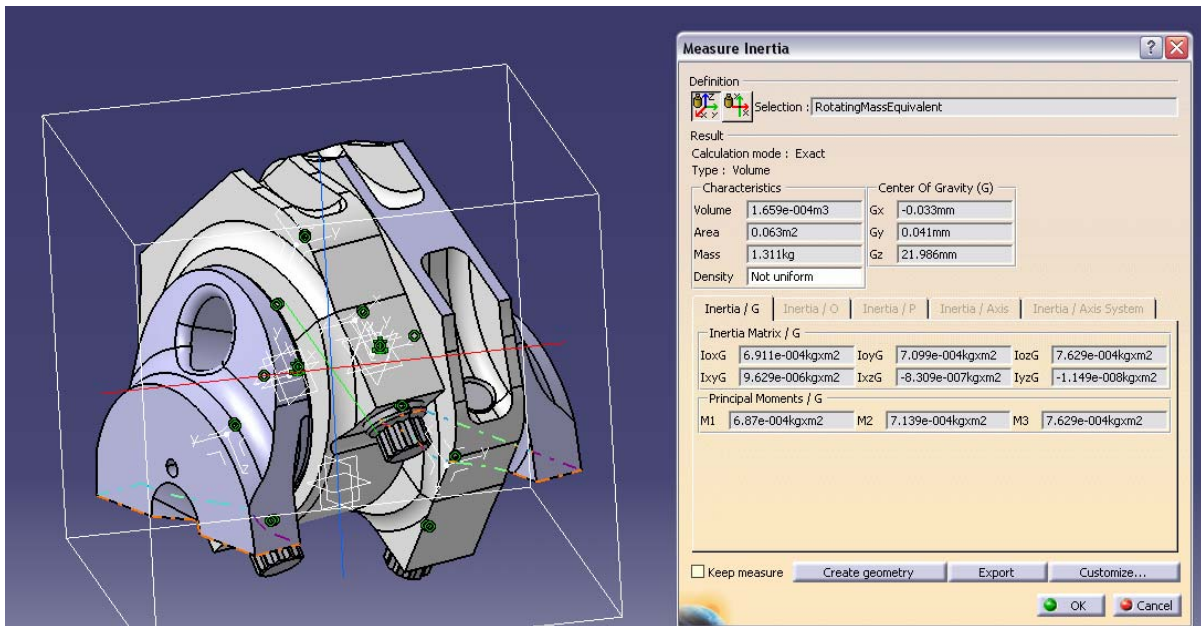 Measure Inertia
Definition
Selection : RotatingMassEquivalent
Result
Calculation mode : Exact
Type : Volume
Characteristics Center Of Gravity (G)
Volume 1.659e-004m3 Gx -0.033mm
Area 0.063m2 Gy 0.041mm
Mass 1.311kg Gz 21.986mm
Density Not uniform
Inertia / G Inertia / O Inertia / P Inertia / Axis Inertia / Axis System
Inertia Matrix / G
IoxG 6.911e-004kgxm2 IoyG 7.099e-004kgxm2 IozG 7.629e-004kgxm2
IxyG 9.629e-006kgxm2 IxzG -8.309e-007kgxm2 IyzG -1.149e-008kgxm2
Principal Moments / G
M1 6.87e-004kgxm2 M2 7.139e-004kgxm2 M3 7.629e-004kgxm2
Keep measure Create geometry Export Customize...
OK Cancel